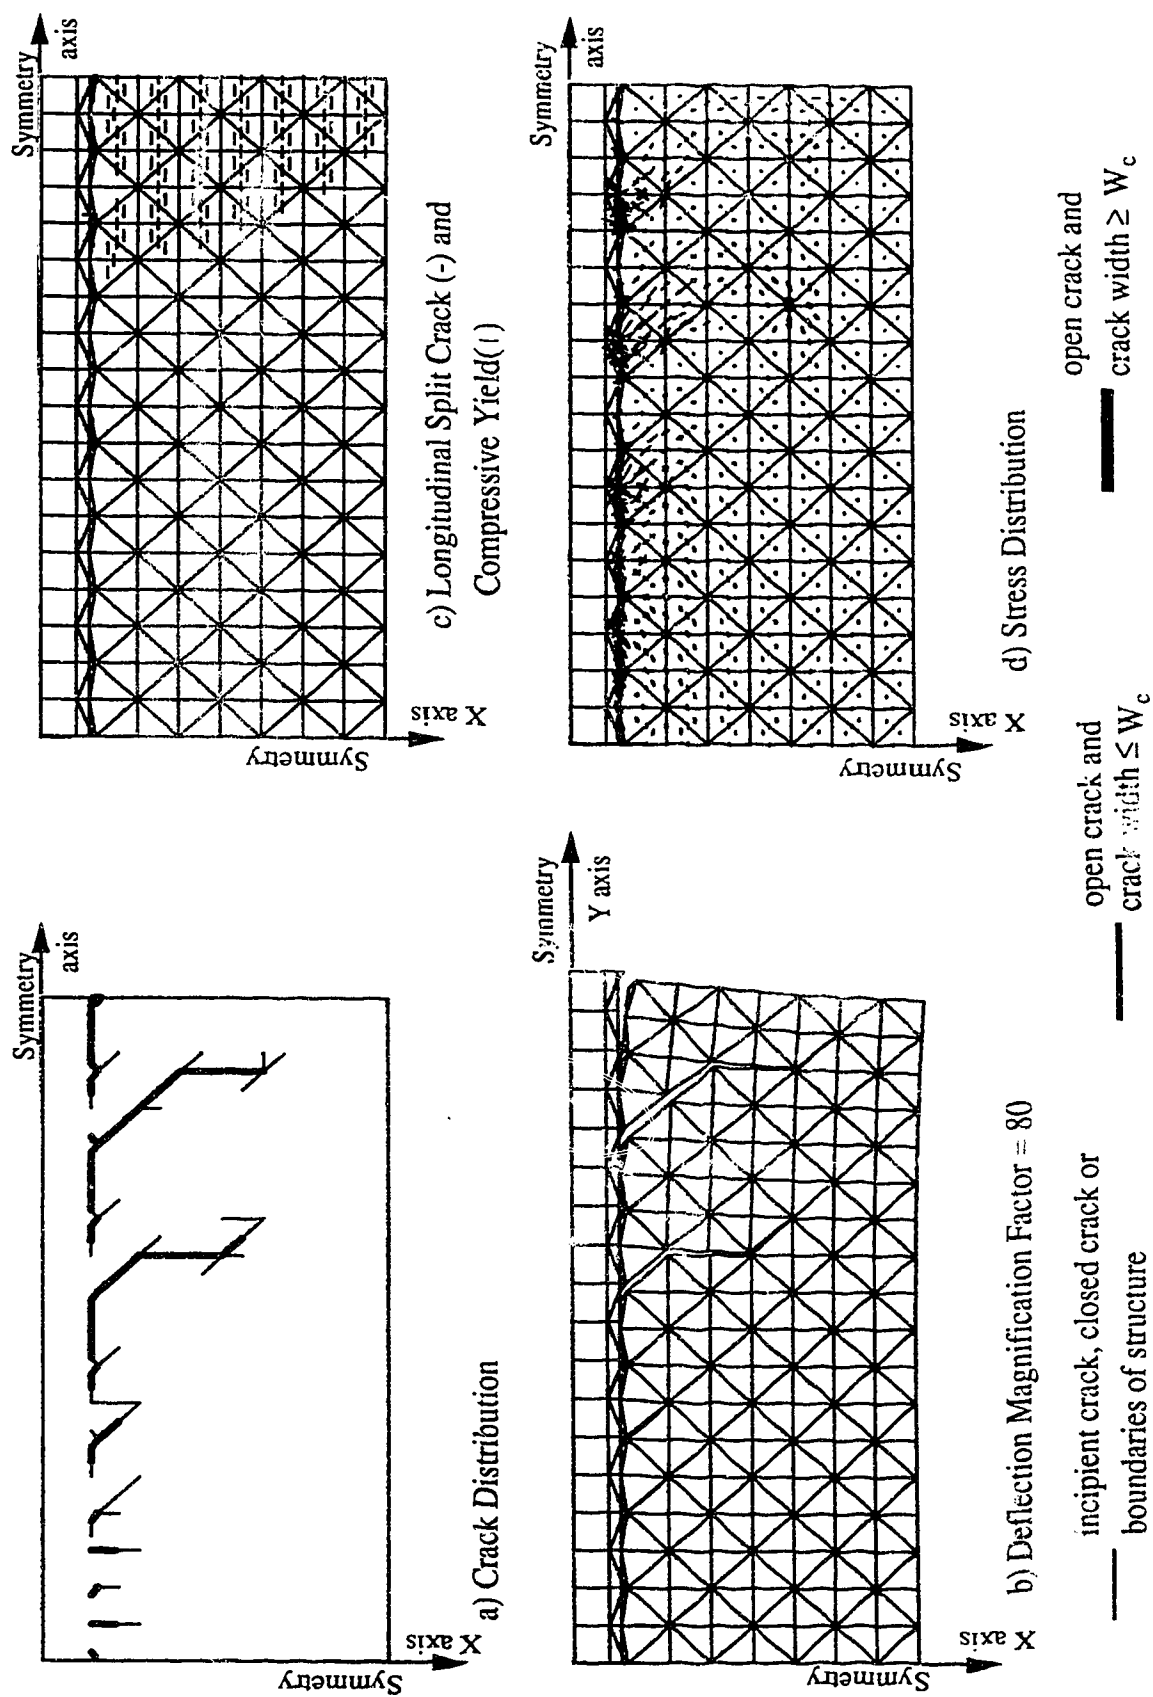 Symmetry
axis
X axis
Symmetry
a) Crack Distribution
Symmetry
axis
X axis
Symmetry
c) Longitudinal Split Crack (-) and
Compressive Yield(|)
Symmetry
Y axis
X axis
Symmetry
b) Deflection Magnification Factor = 80
Symmetry
axis
X axis
Symmetry
d) Stress Distribution
incipient crack, closed crack or
boundaries of structure
open crack and
crack width ≤ Wc
open crack and
crack width ≥ Wc